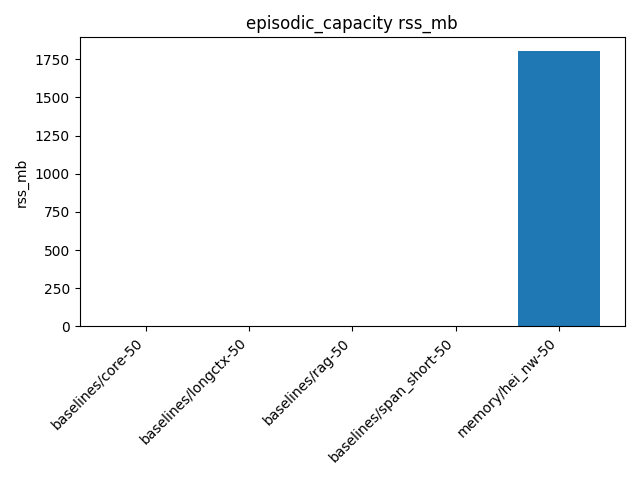 episodic_capacity rss_mb
rss_mb
1750
1500
1250
1000
750
500
250
0
baselines/core-50
baselines/longctx-50
baselines/rag-50
baselines/span_short-50
memory/hei_nw-50